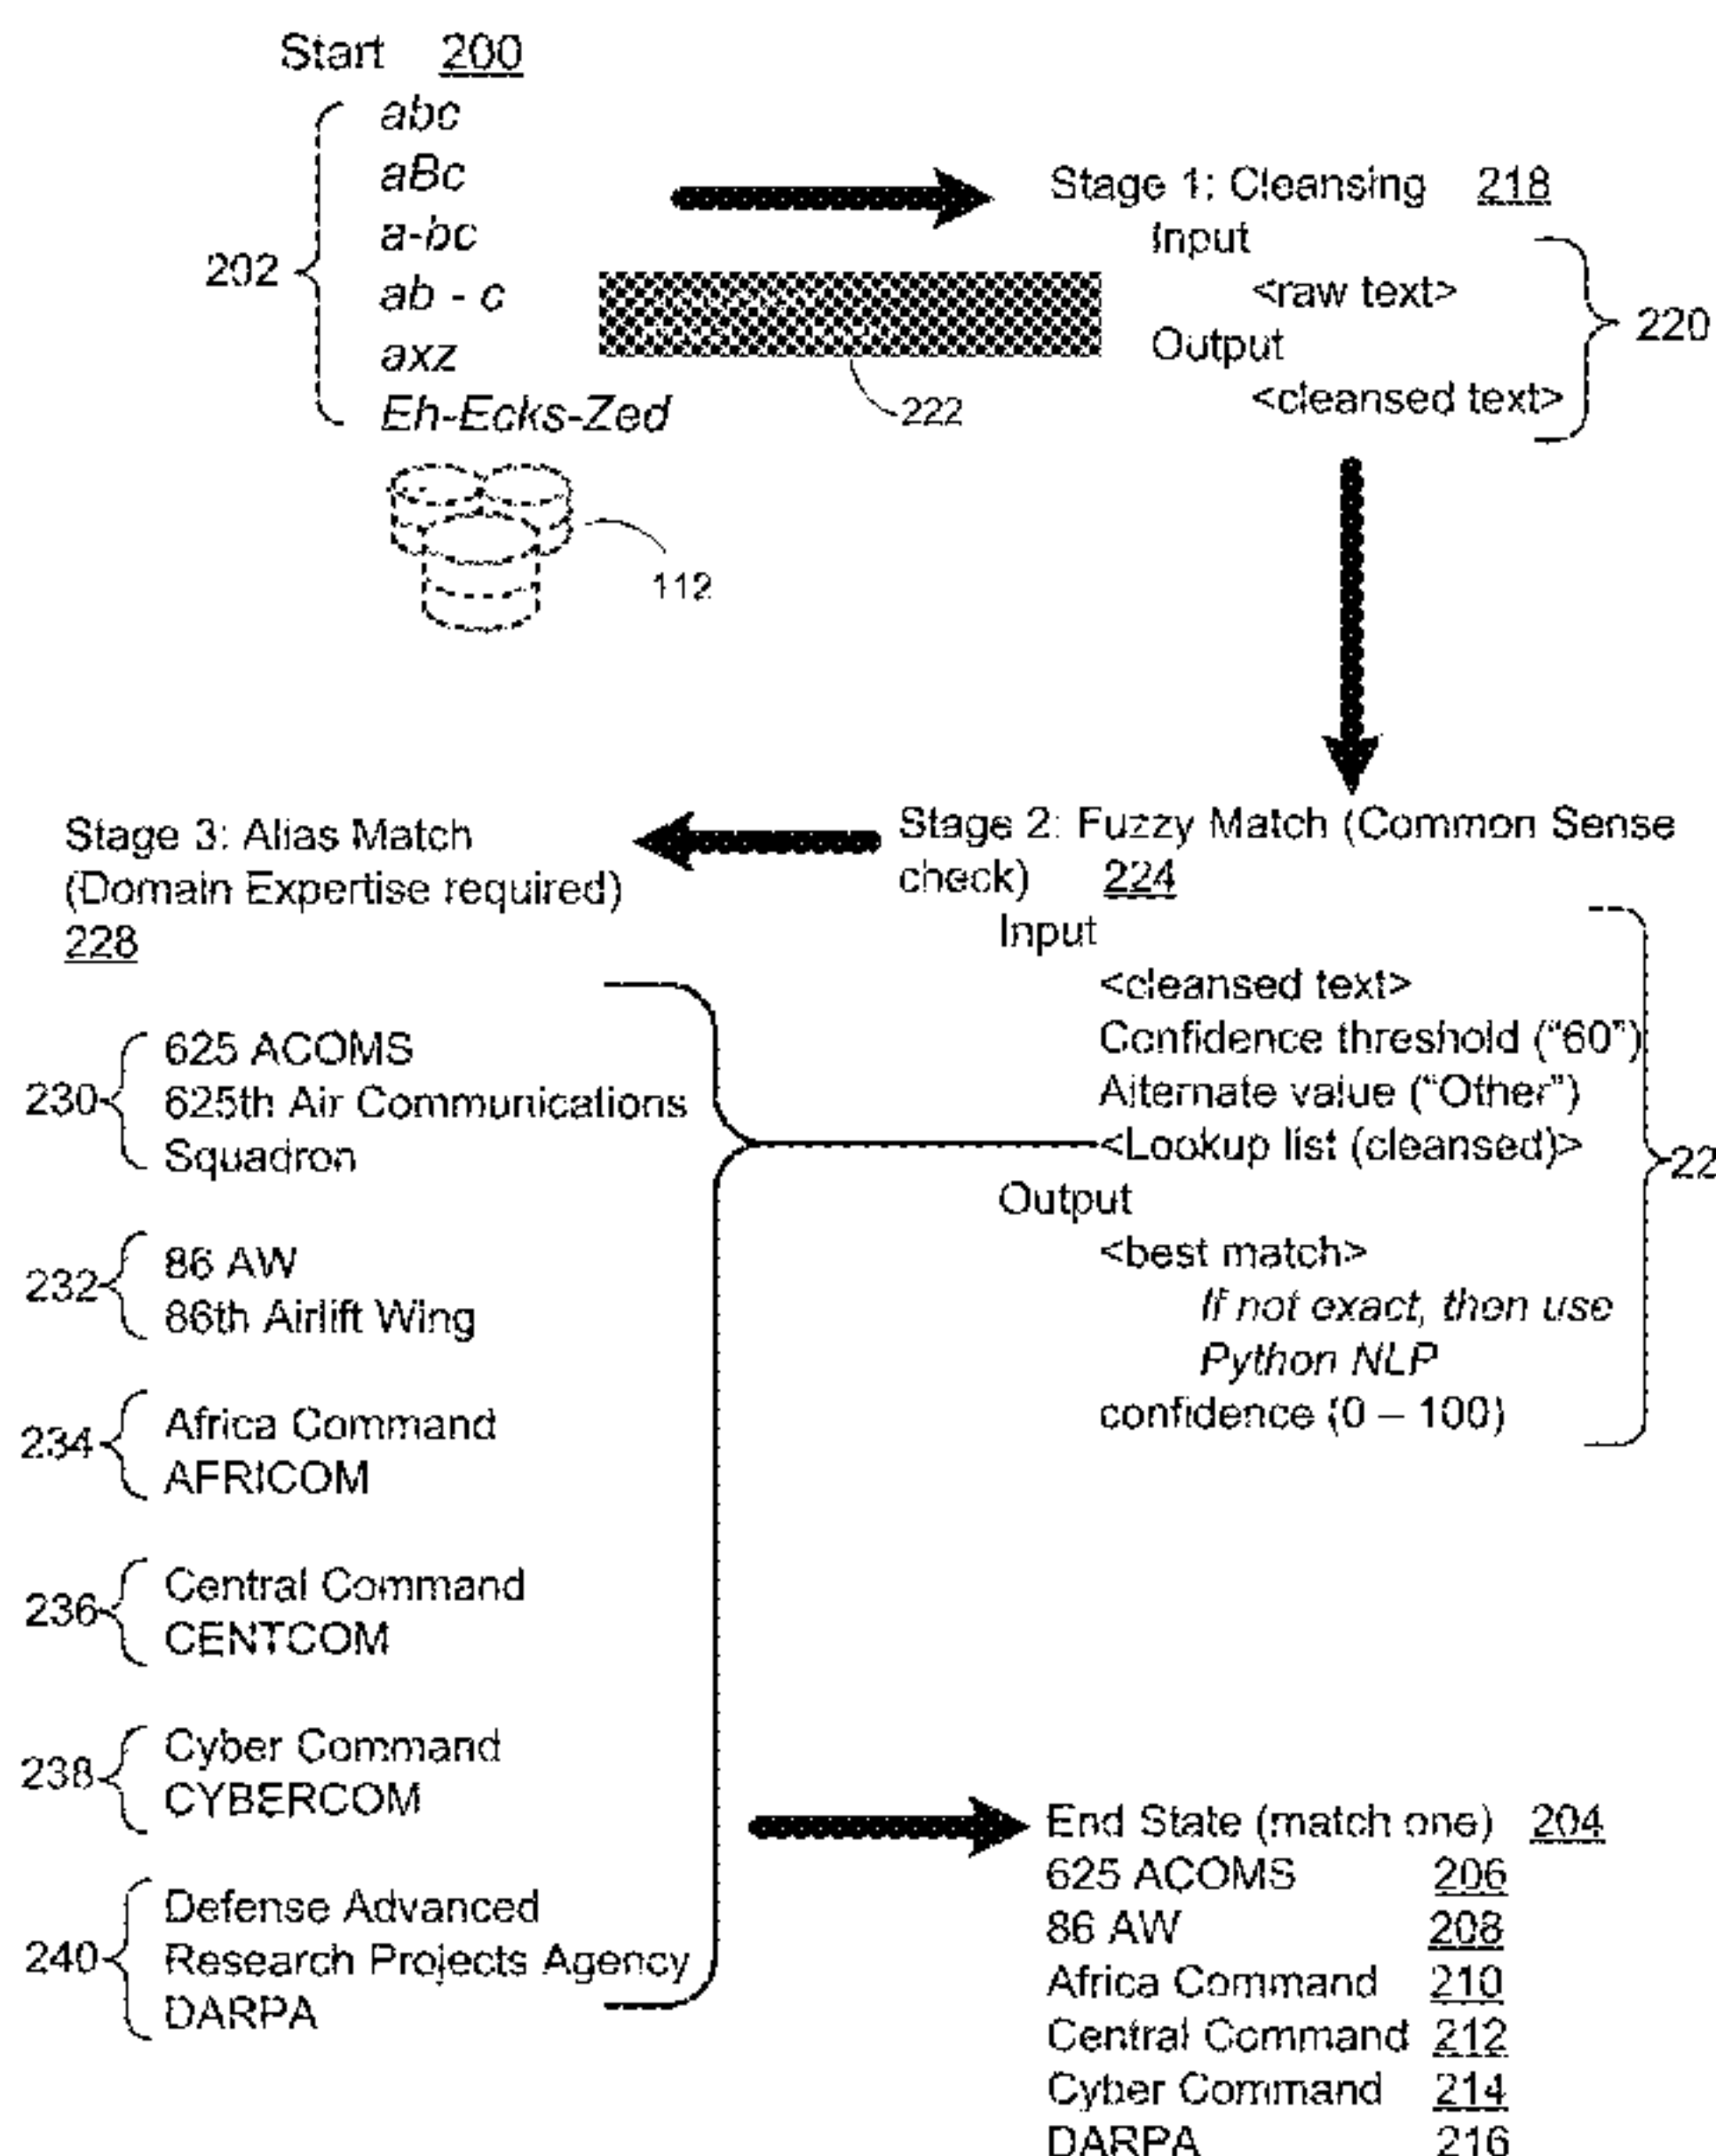 Start 200
abc
aBc
a-bc
ab - c
axz
Eh-Ecks-Zed
202
112
222
Stage 1: Cleansing 218
Input
<raw text>
Output
<cleansed text>
220
Stage 2: Fuzzy Match (Common Sense
check) 224
Input
<cleansed text>
Confidence threshold (“60”)
Alternate value (“Other”)
<Lookup list (cleansed)>
Output
<best match>
If not exact, then use
Python NLP
confidence (0 – 100)
22
Stage 3: Alias Match
(Domain Expertise required)
228
230
625 ACOMS
625th Air Communications
Squadron
232
86 AW
86th Airlift Wing
234
Africa Command
AFRICOM
236
Central Command
CENTCOM
238
Cyber Command
CYBERCOM
240
Defense Advanced
Research Projects Agency
DARPA
End State (match one) 204
625 ACOMS 206
86 AW 208
Africa Command 210
Central Command 212
Cyber Command 214
DARPA 216